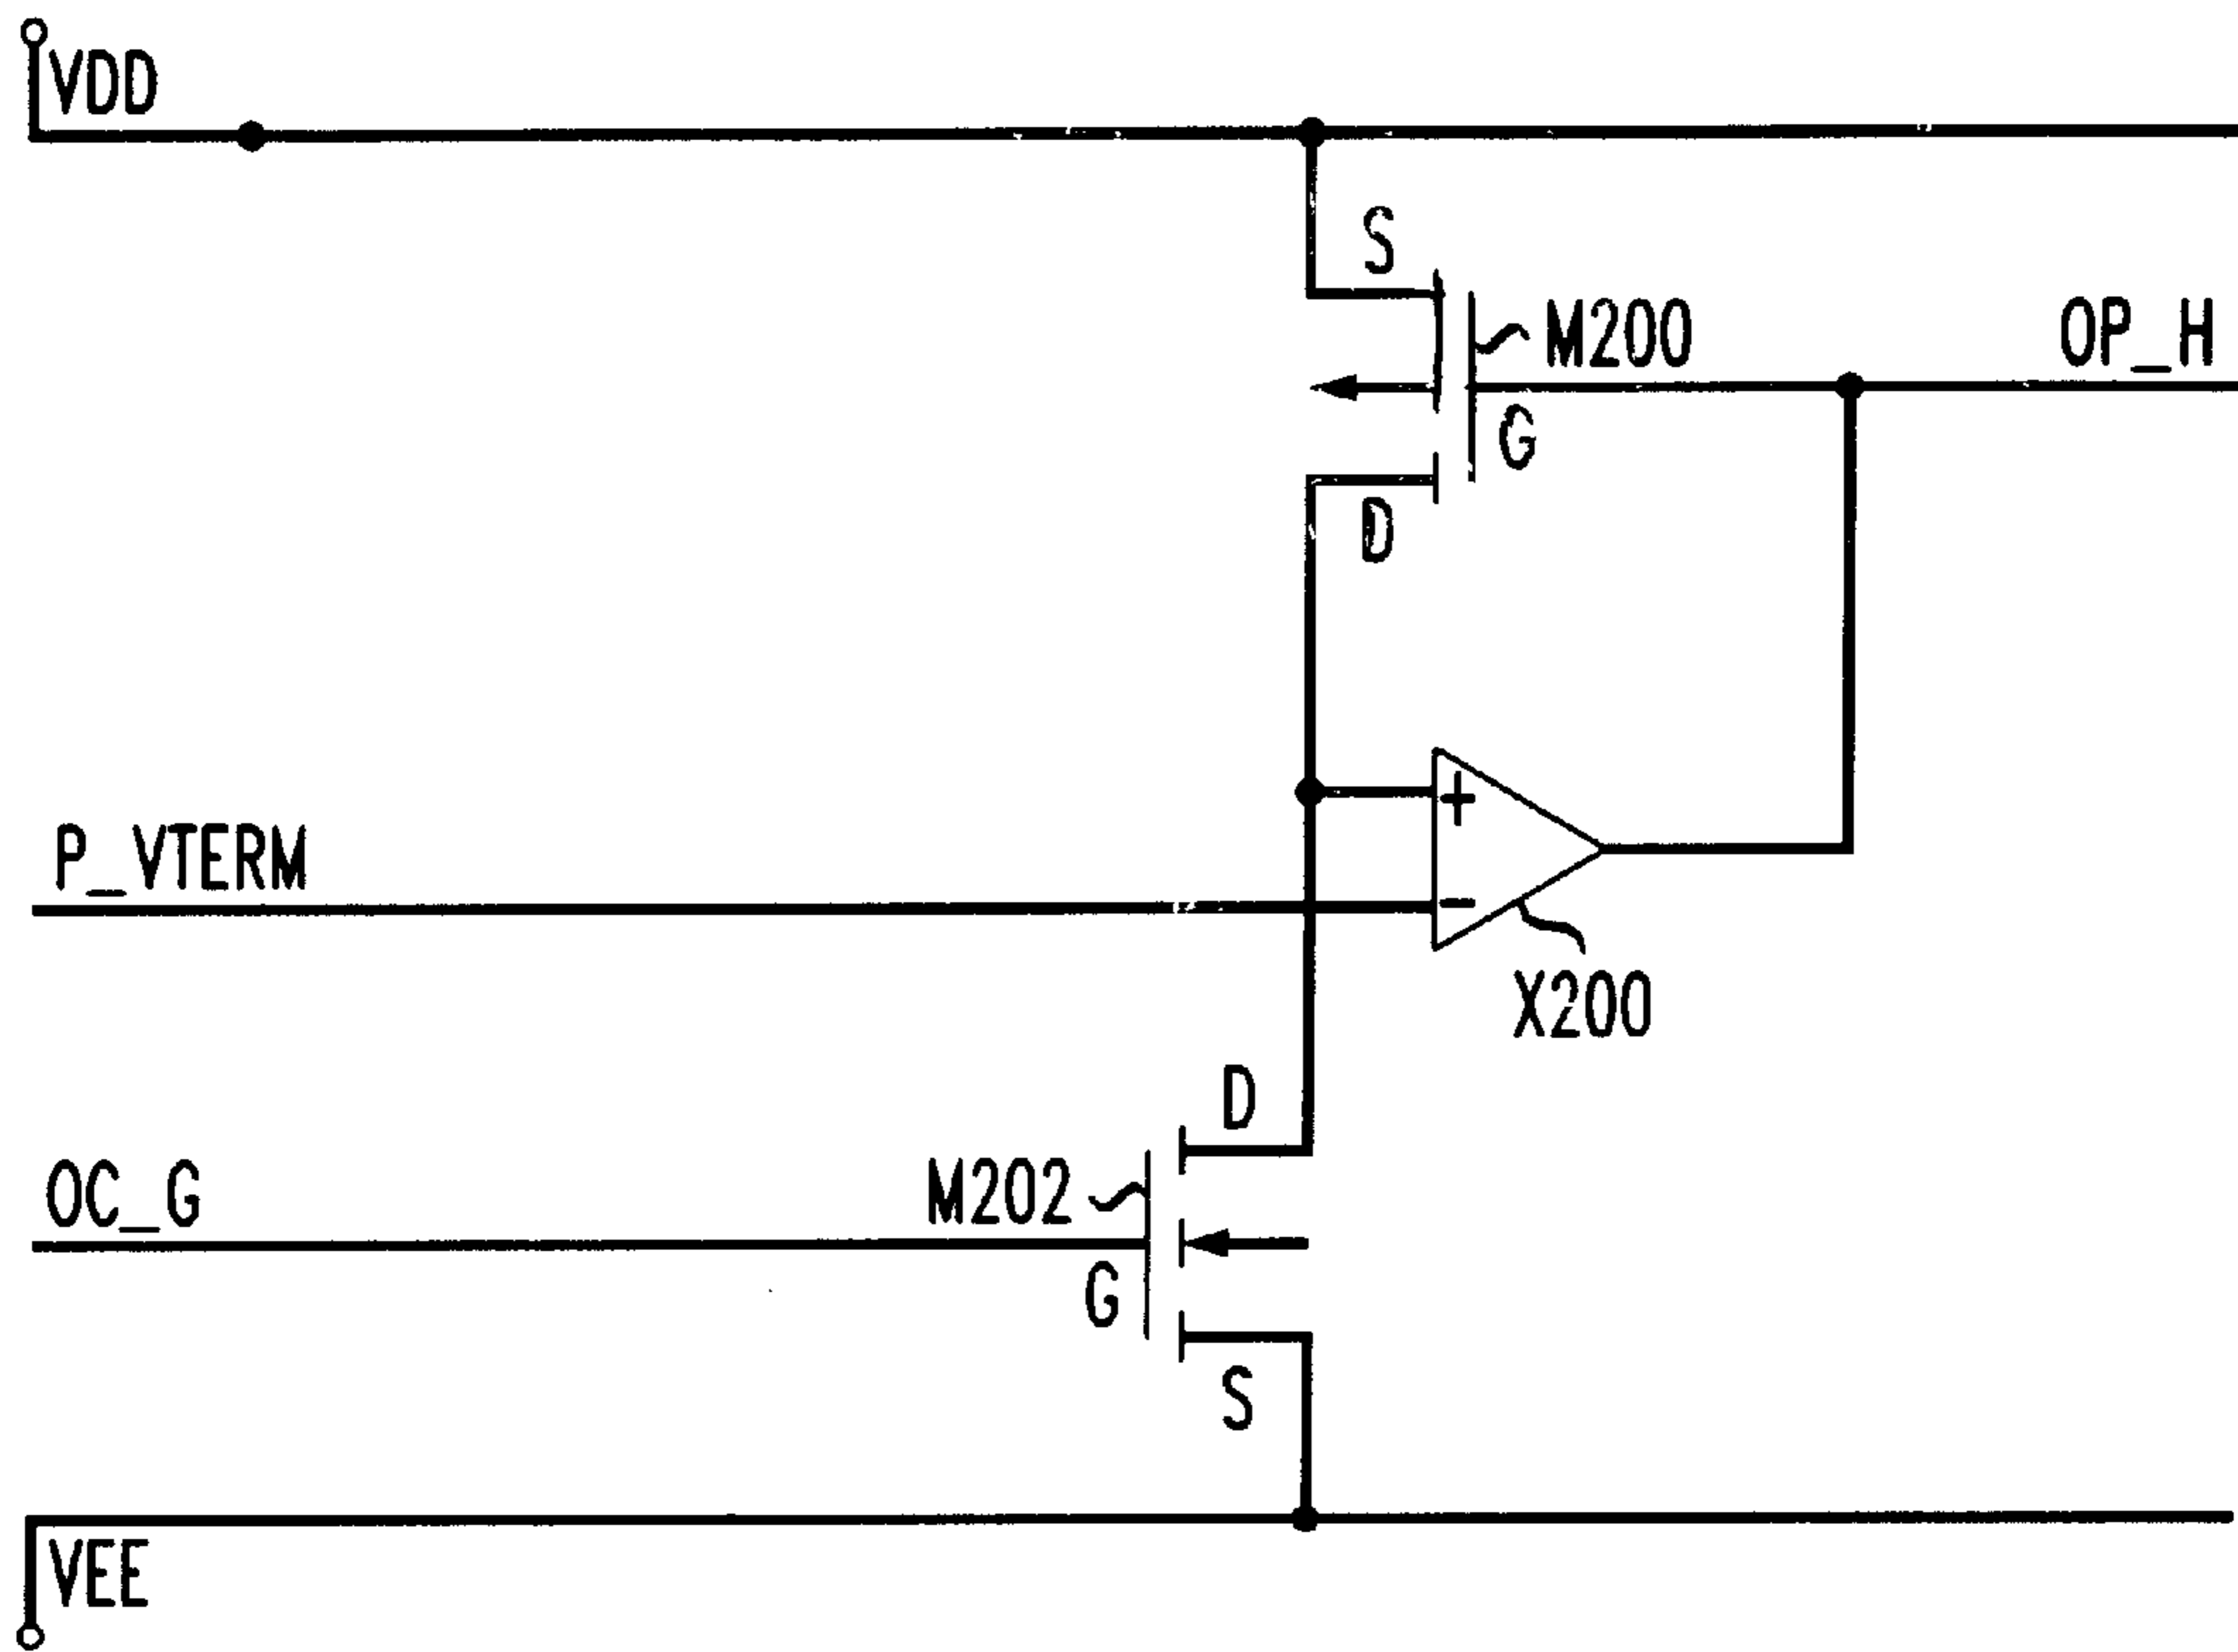 VDD
S
M200
OP_H
G
D
+
P_VTERM
-
X200
D
OC_G
M202
G
S
VEE